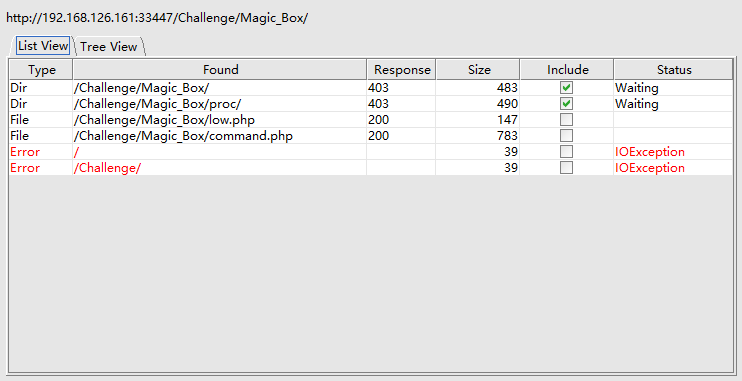 http://192.168.126.161:33447/Challenge/Magic_Box/
List View Tree View
Type Found Response Size Include Status
Dir /Challenge/Magic_Box/ 403 483 Waiting
Dir /Challenge/Magic_Box/proc/ 403 490 Waiting
File /Challenge/Magic_Box/low.php 200 147
File /Challenge/Magic_Box/command.php 200 783
Error / 39 IOException
Error /Challenge/ 39 IOException